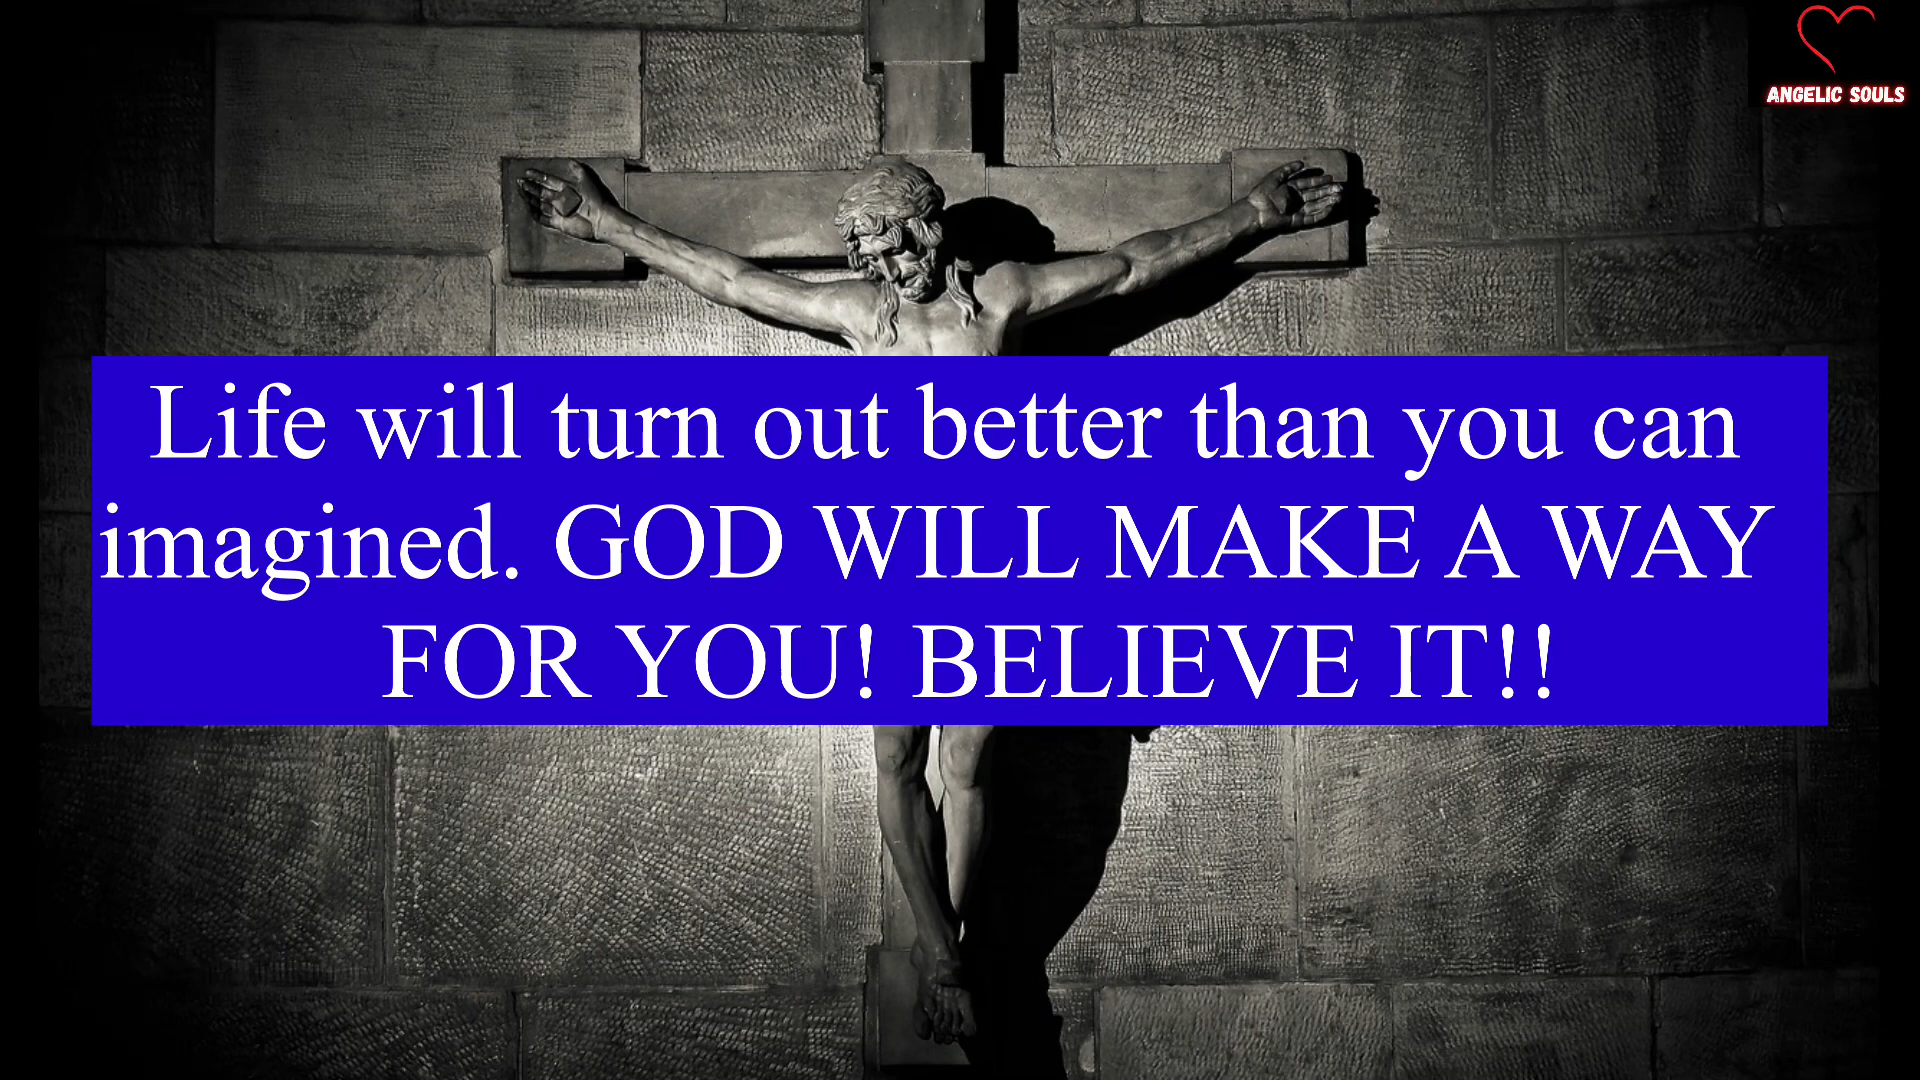 ANGELIC SOULS
Life will turn out better than you can
imagined. GOD WILL MAKE A WAY
FOR YOU! BELIEVE IT!!